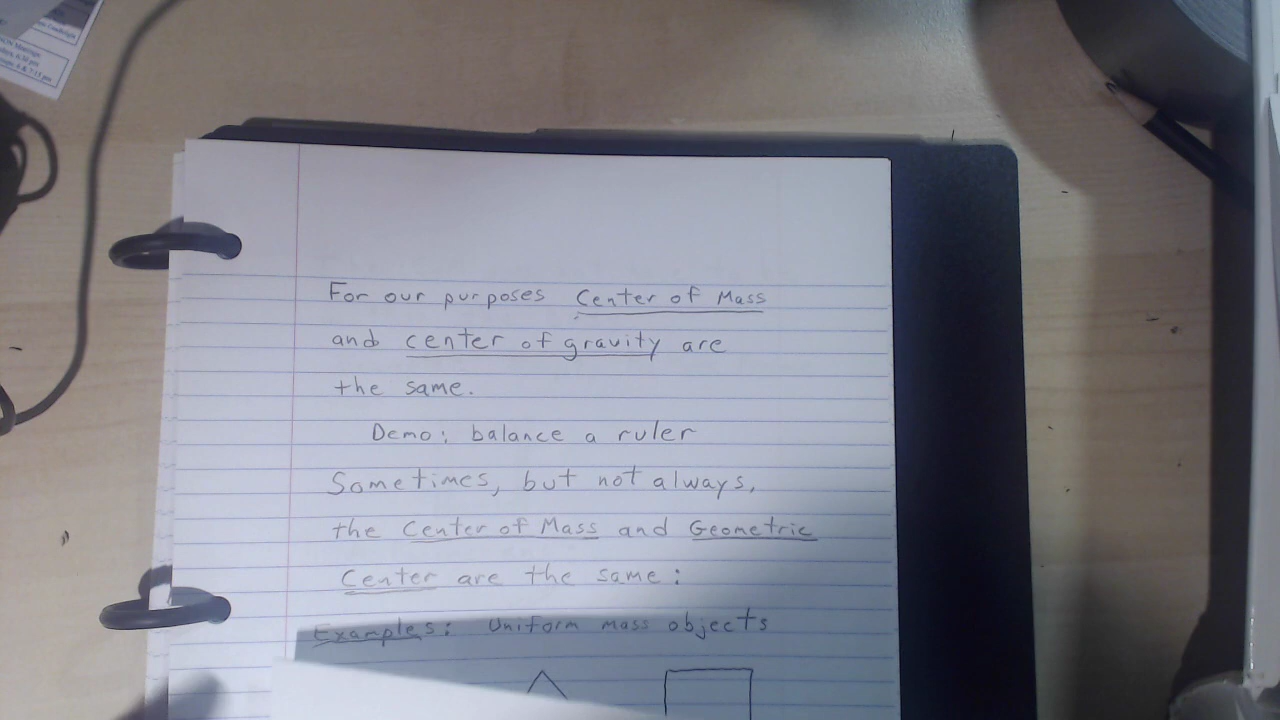 For our purposes Center of Mass
and center of gravity are
the same.
Demo: balance a ruler
Sometimes, but not always,
the Center of Mass and Geometric
Center are the same:
Examples: Uniform mass objects